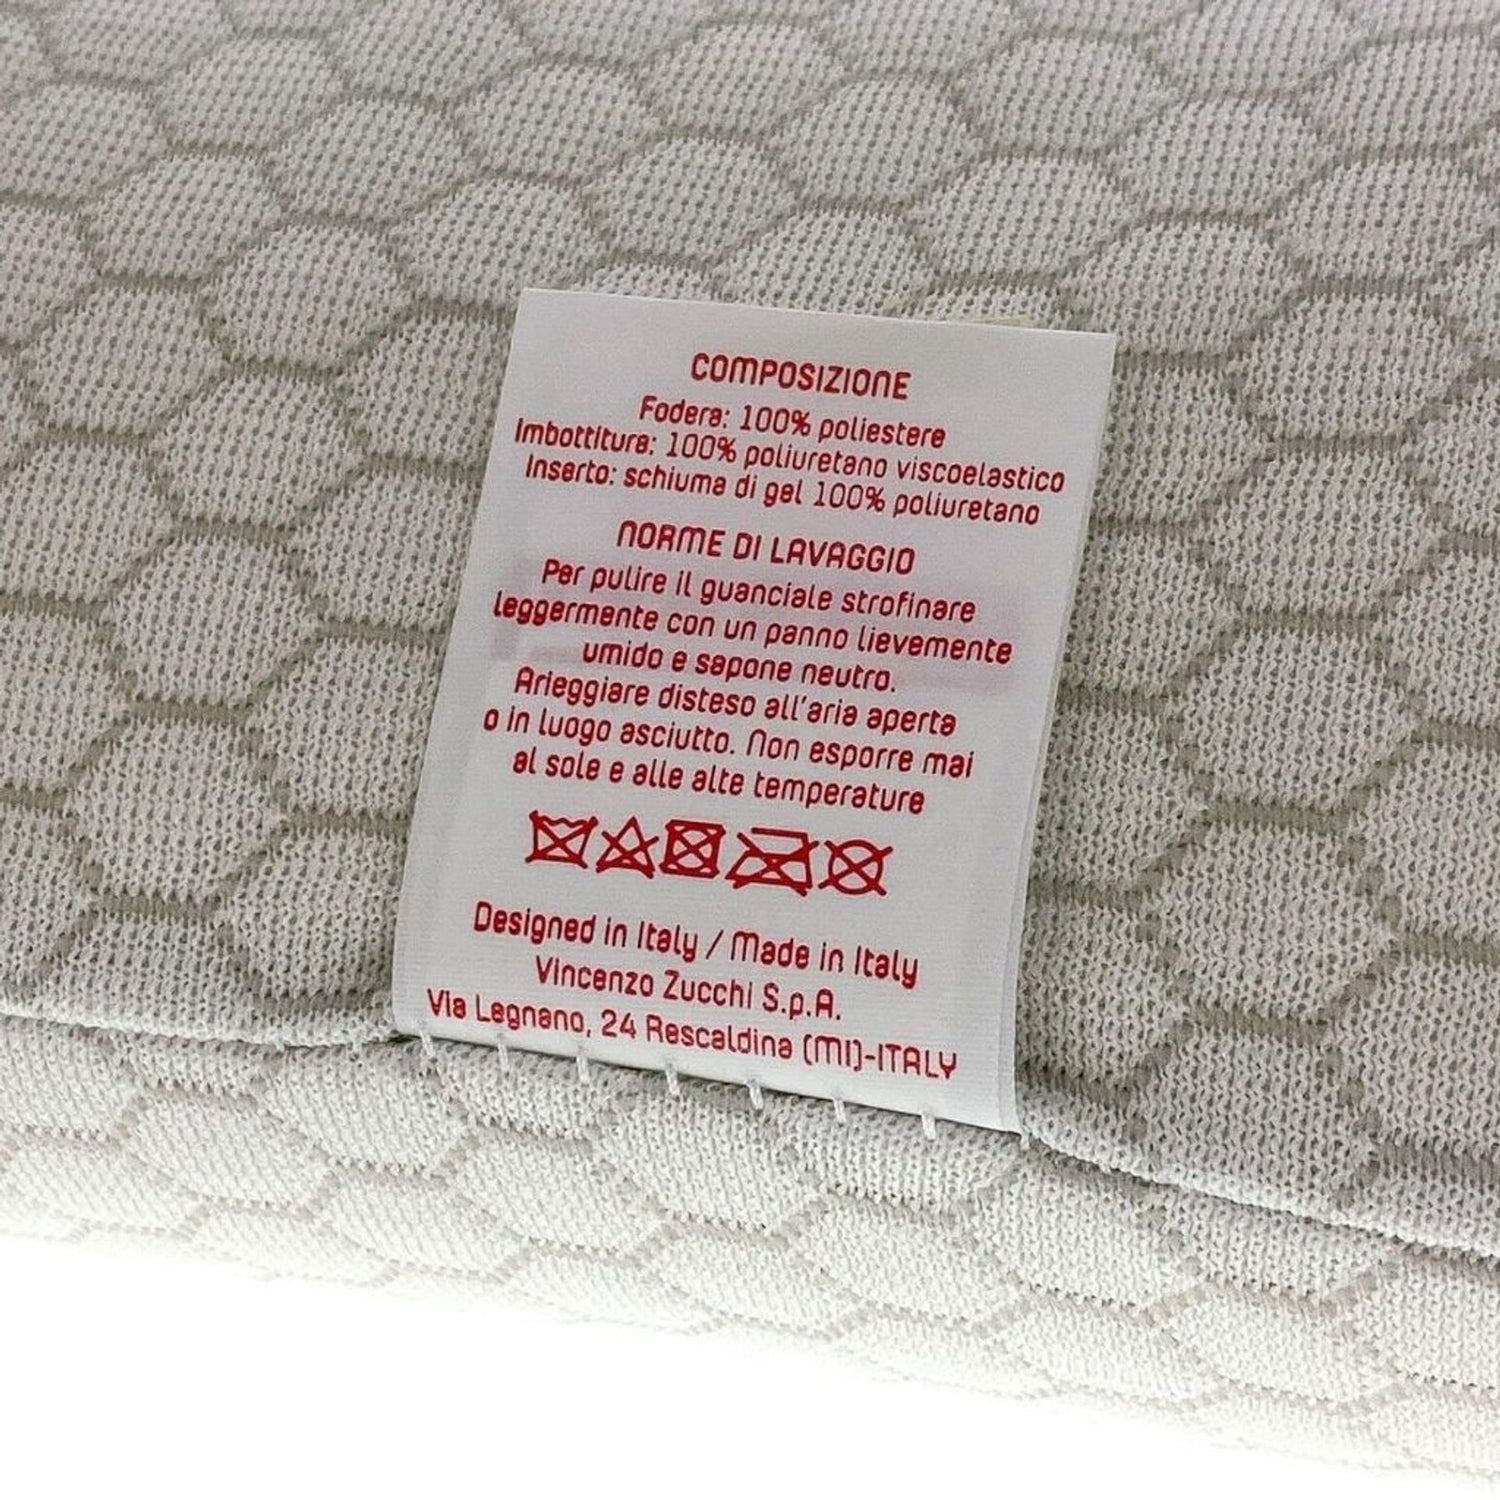 COMPOSIZIONE
Fodera: 100% poliestere
Imbottitura: 100% poliuretano viscoelastico
Inserto: schiuma di gel 100% poliuretano
NORME DI LAVAGGIO
Per pulire il guanciale strofinare
leggermente con un panno lievemente
umido e sapone neutro.
Arieggiare disteso all'aria aperta
o in luogo asciutto. Non esporre mai
al sole e alle alte temperature
Designed in Italy / Made in Italy
Vincenzo Zucchi S.p.A.
Via Legnano, 24 Rescaldina (MI)-ITALY